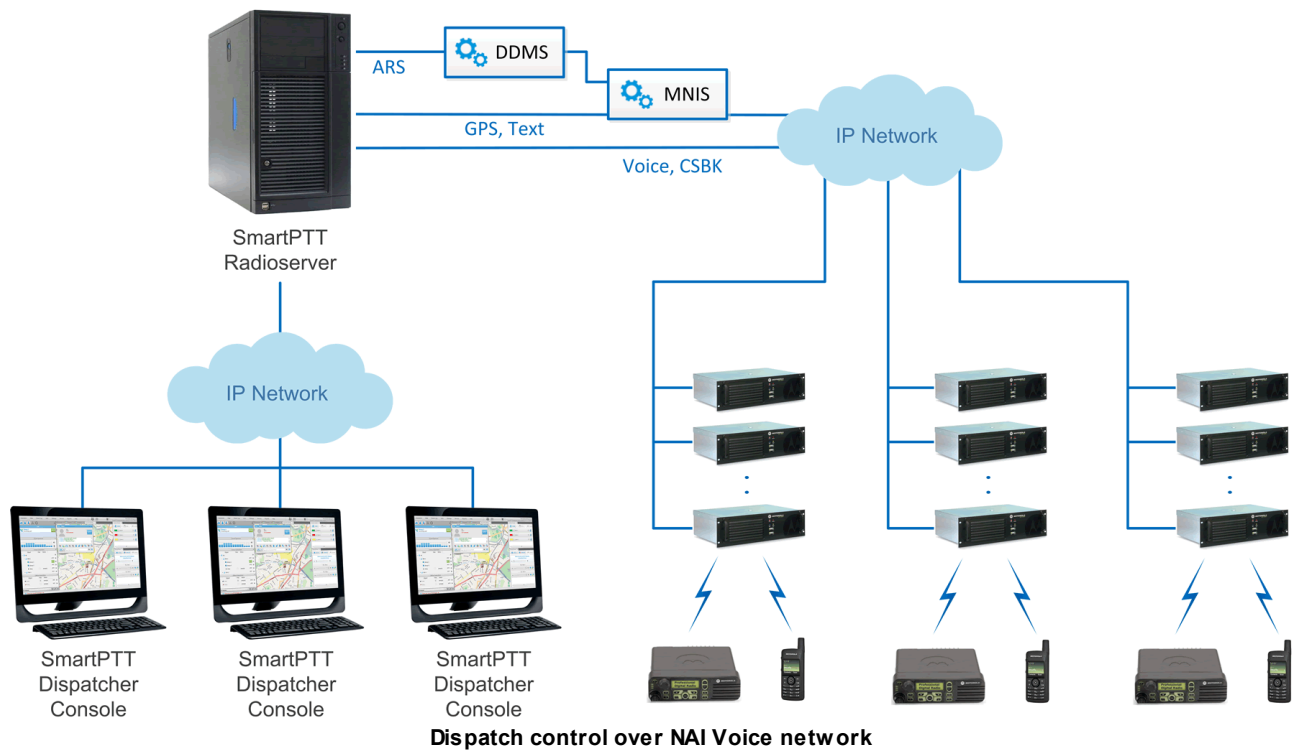 DDMS
ARS
MNIS
GPS, Text
IP Network
Voice, CSBK
SmartPTT
Radioserver
IP Network
SmartPTT
Dispatcher
Console
SmartPTT
Dispatcher
Console
SmartPTT
Dispatcher
Console
Dispatch control over NAI Voice network